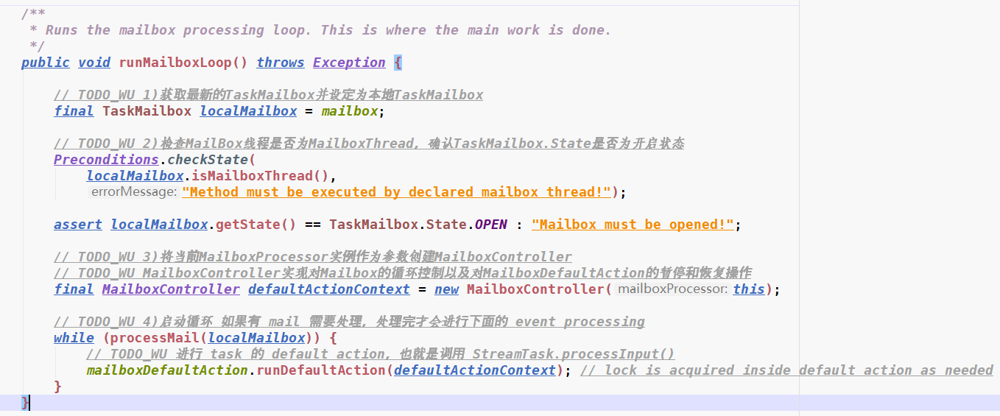 /**
 * Runs the mailbox processing loop. This is where the main work is done.
 */
public void runMailboxLoop() throws Exception {
// TODO_WU 1)获取最新的TaskMailbox并设定为本地TaskMailbox
final TaskMailbox localMailbox = mailbox;
// TODO_WU 2)检查MailBox线程是否为MailboxThread, 确认TaskMailbox.State是否为开启状态
Preconditions.checkState(
localMailbox.isMailboxThread(),
errorMessage: "Method must be executed by declared mailbox thread!");
assert localMailbox.getState() == TaskMailbox.State.OPEN : "Mailbox must be opened!";
// TODO_WU 3)将当前MailboxProcessor实例作为参数创建MailboxController
// TODO_WU MailboxController实现对Mailbox的循环控制以及对MailboxDefaultAction的暂停和恢复操作
final MailboxController defaultActionContext = new MailboxController( mailboxProcessor: this);
// TODO_WU 4)启动循环 如果有 mail 需要处理, 处理完才会进行下面的 event processing
while (processMail(localMailbox)) {
// TODO_WU 进行 task 的 default action, 也就是调用 StreamTask.processInput()
mailboxDefaultAction.runDefaultAction(defaultActionContext); // lock is acquired inside default action as needed
}
}